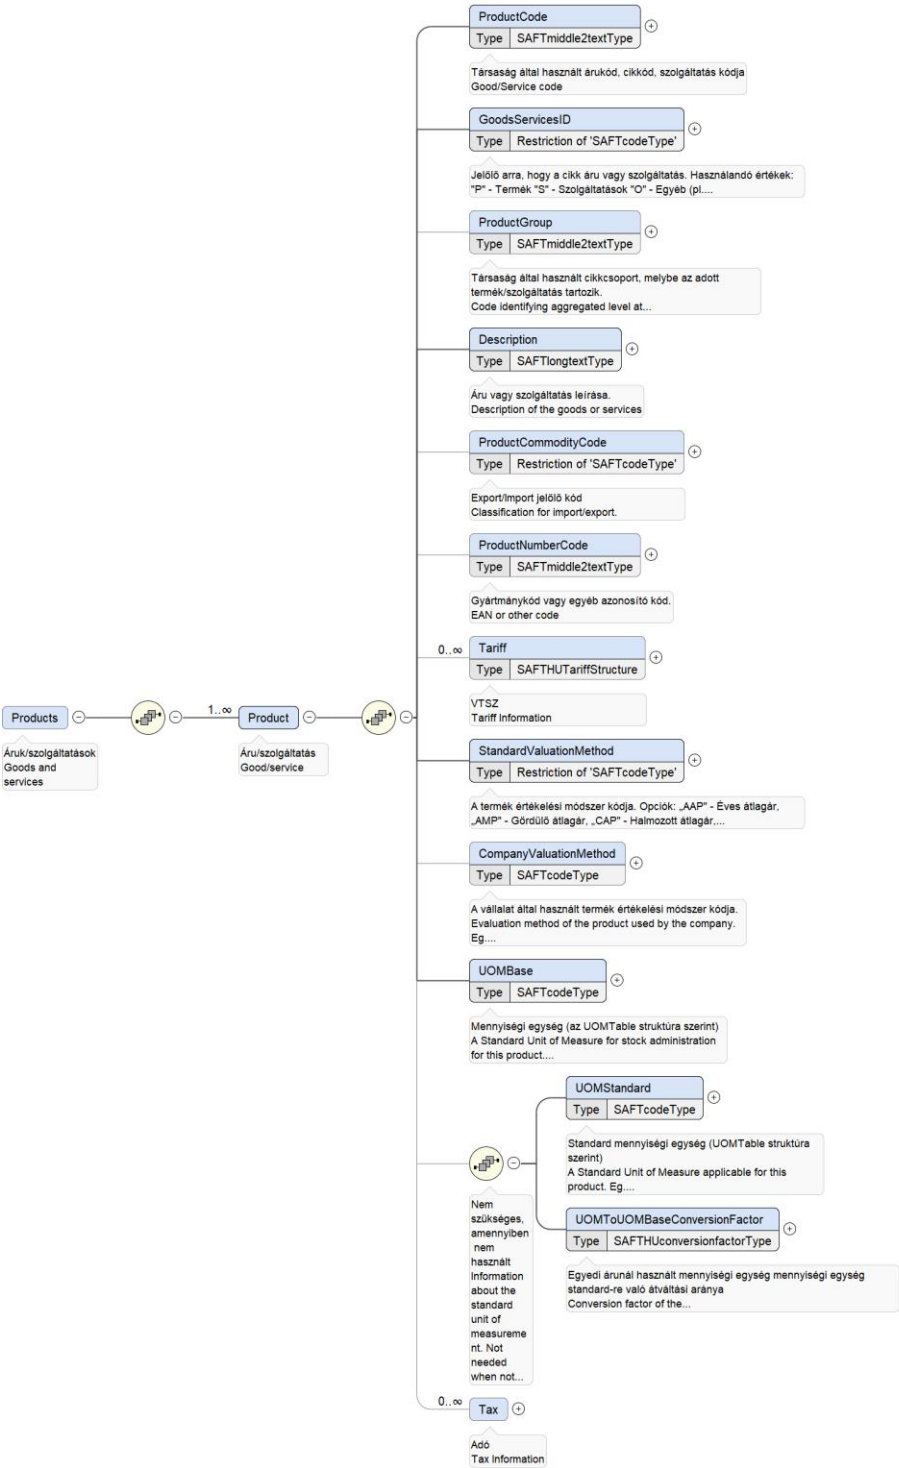 ProductCode
Type SAFTmiddle2textType
Társaság által használt árukód, cikkód, szolgáltatás kódja
Good/Service code
GoodsServicesID
Type Restriction of 'SAFTcodeType'
Jelölő arra, hogy a cikk áru vagy szolgáltatás. Használandó értékek:
"P" - Termék "S" - Szolgáltatások "O" - Egyéb (pl....
ProductGroup
Type SAFTmiddle2textType
Társaság által használt cikkcsoport, melybe az adott
termék/szolgáltatás tartozik.
Code identifying aggregated level at...
Description
Type SAFTlongtextType
Áru vagy szolgáltatás leírása.
Description of the goods or services
ProductCommodityCode
Type Restriction of 'SAFTcodeType'
Export/Import jelölő kód
Classification for import/export.
ProductNumberCode
Type SAFTmiddle2textType
Gyártmánykód vagy egyéb azonosító kód.
EAN or other code
0..∞
Tariff
Type SAFTHUTariffStructure
VTSZ
Tariff Information
Products
Áruk/szolgáltatások
Goods and
services
1..∞
Product
Áru/szolgáltatás
Good/service
StandardValuationMethod
Type Restriction of 'SAFTcodeType'
A termék értékelési módszer kódja. Opciók: „AAP" - Éves átlagár,
„AMP" - Gördülő átlagár, „CAP" - Halmozott átlagár,...
CompanyValuationMethod
Type SAFTcodeType
A vállalat által használt termék értékelési módszer kódja.
Evaluation method of the product used by the company.
Eg....
UOMBase
Type SAFTcodeType
Mennyiségi egység (az UOMTable struktúra szerint)
A Standard Unit of Measure for stock administration
for this product....
UOMStandard
Type SAFTcodeType
Standard mennyiségi egység (UOMTable struktúra
szerint)
A Standard Unit of Measure applicable for this
product. Eg....
UOMToUOMBaseConversionFactor
Type SAFTHUconversionfactorType
Egyedi árunál használt mennyiségi egység mennyiségi egység
standard-re való átváltási aránya
Conversion factor of the...
Nem
szükséges,
amennyiben
nem
használt
Information
about the
standard
unit of
measureme
nt. Not
needed
when not...
0..∞
Tax
Adó
Tax Information